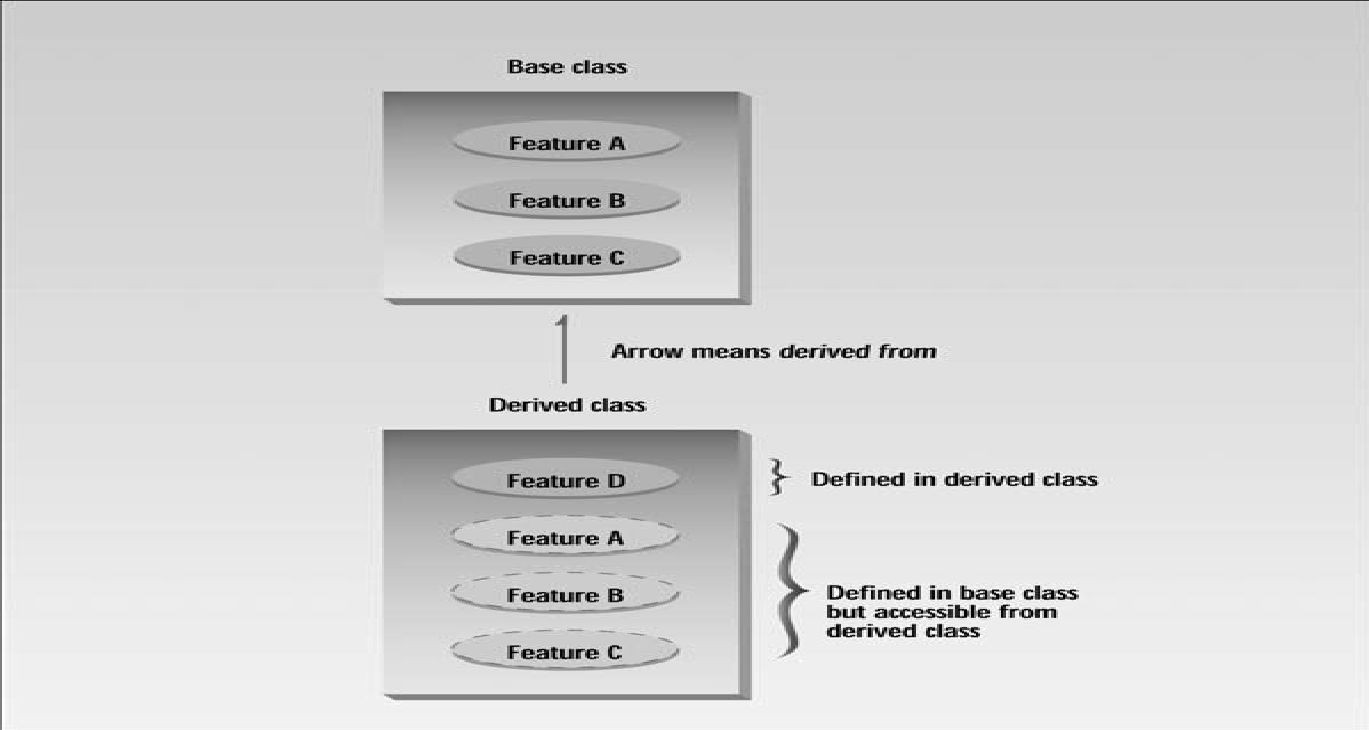 Base class
Feature A
Feature B
Feature C
Arrow means derived from
Derived class
Feature D
Defined in derived class
Feature A
Feature B
Feature C
Defined in base class
but accessible from
derived class